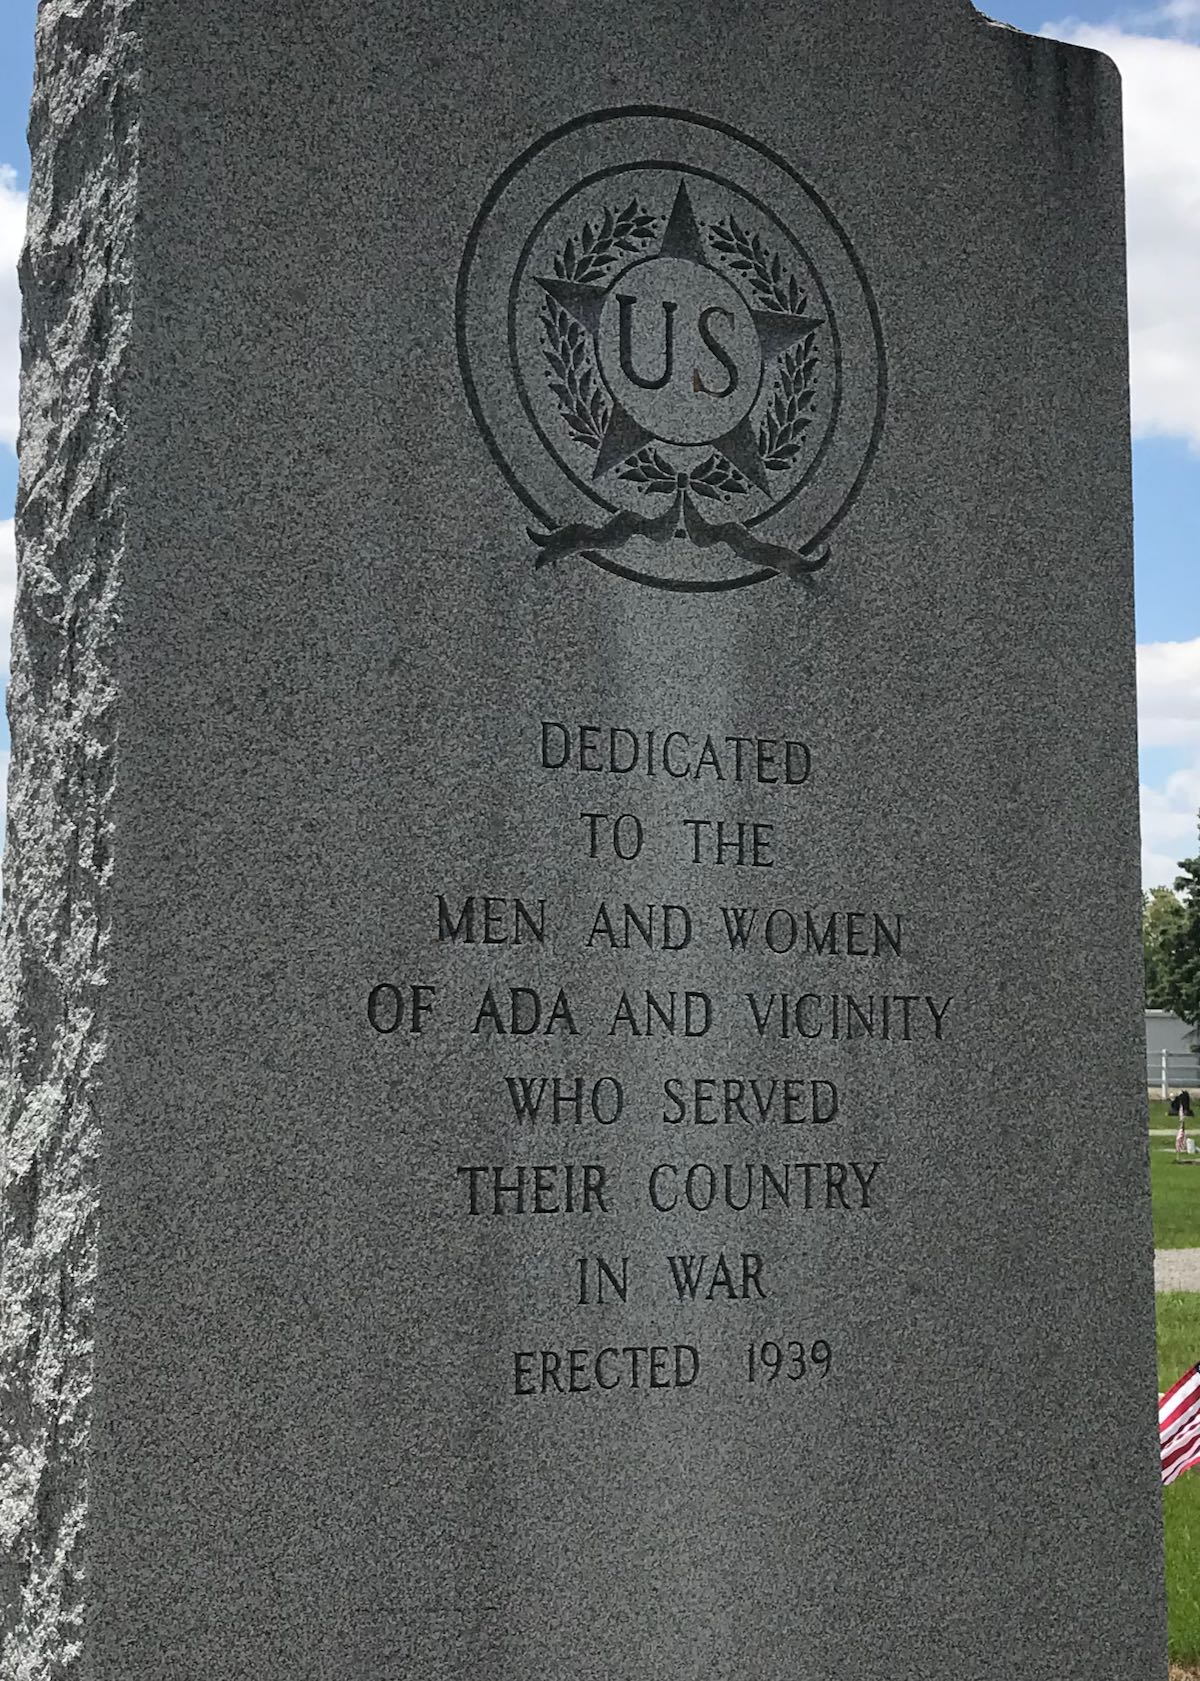 US
DEDICATED
TO THE
MEN AND WOMEN
OF ADA AND VICINITY
WHO SERVED
THEIR COUNTRY
IN WAR
ERECTED 1939